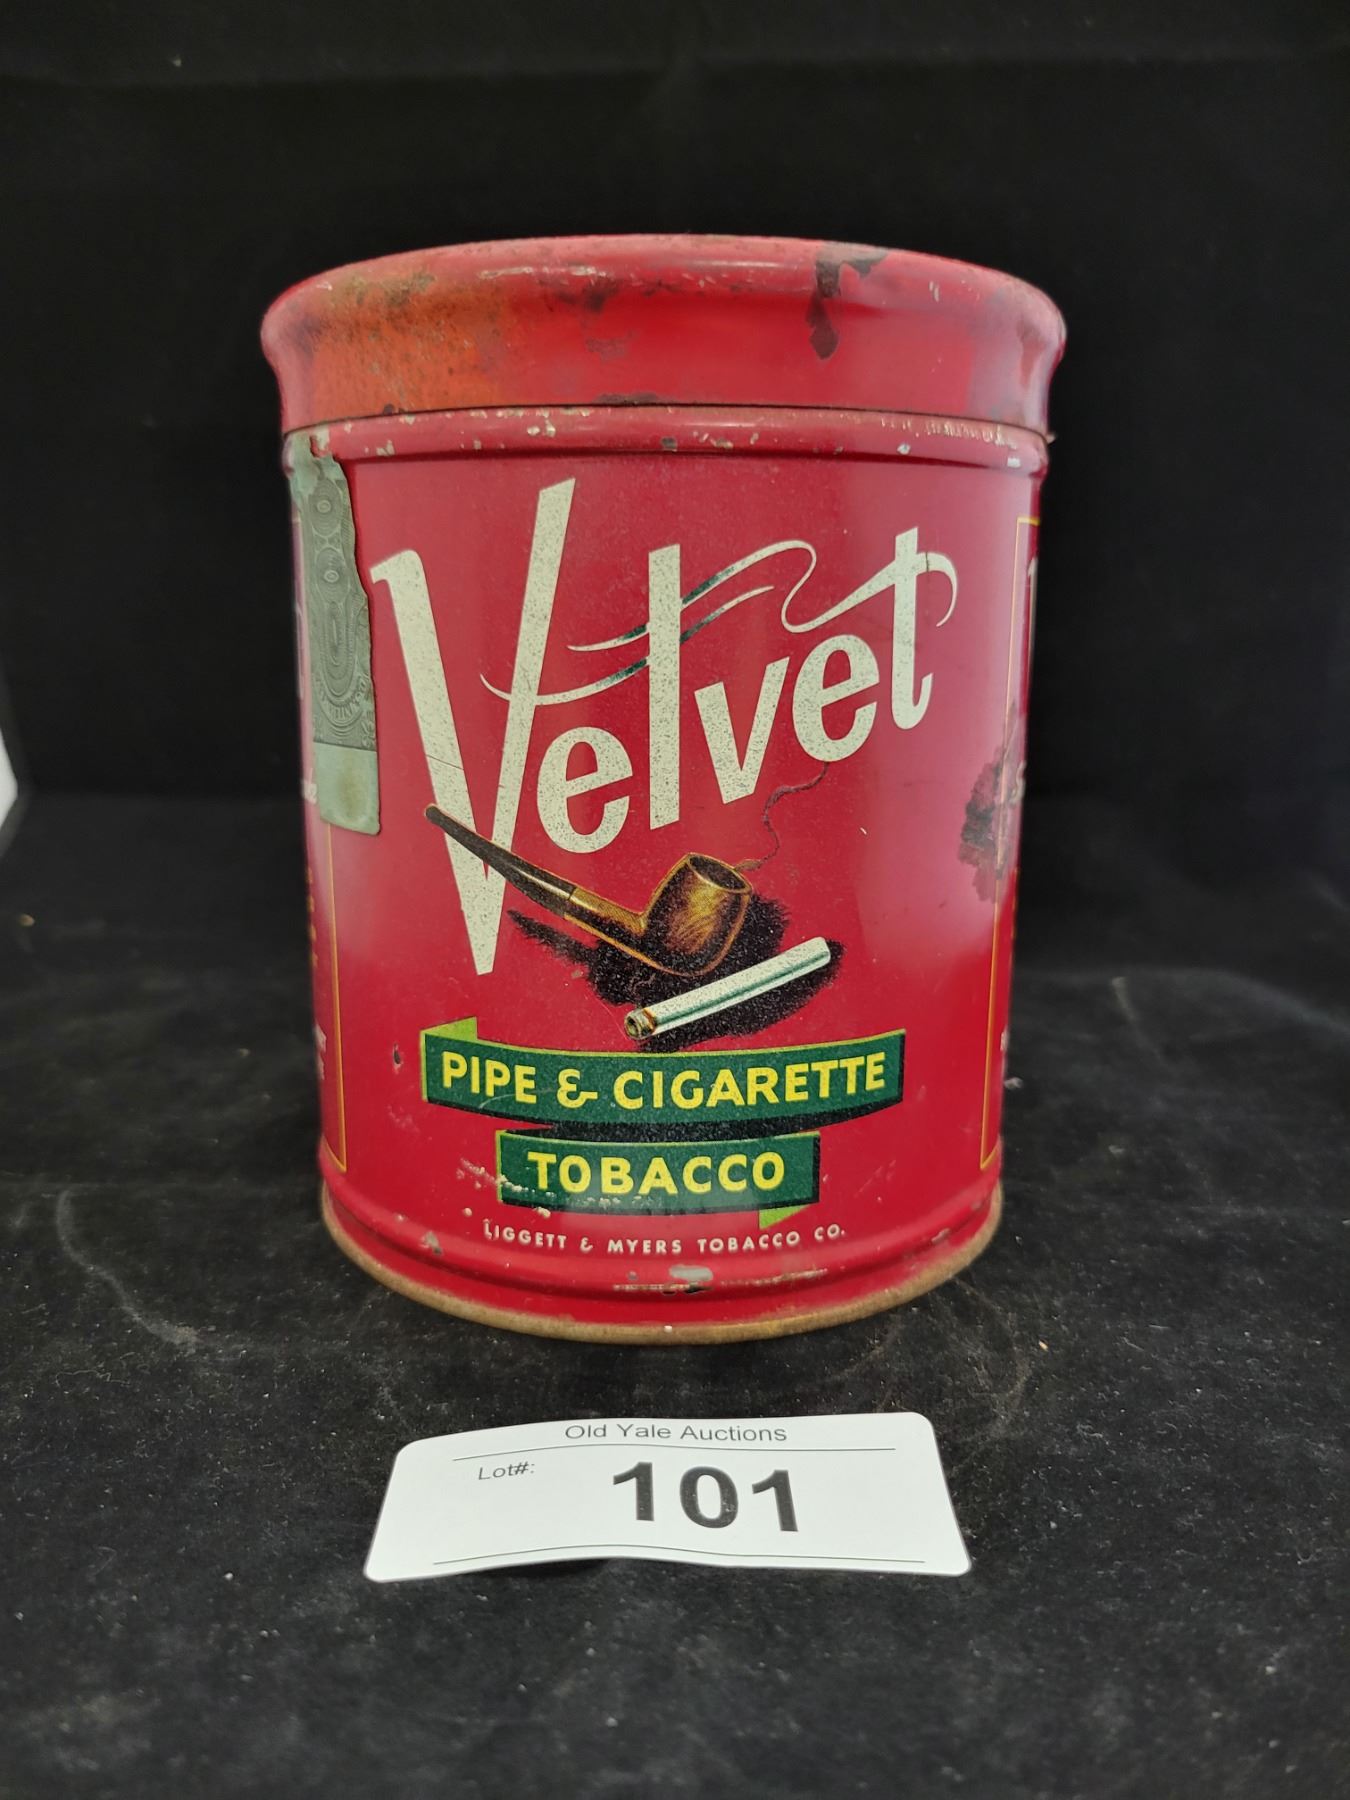 Velvet
PIPE & CIGARETTE
TOBACCO
LIGGETT & MYERS TOBACCO CO.
Old Yale Auctions
Lot#: 101